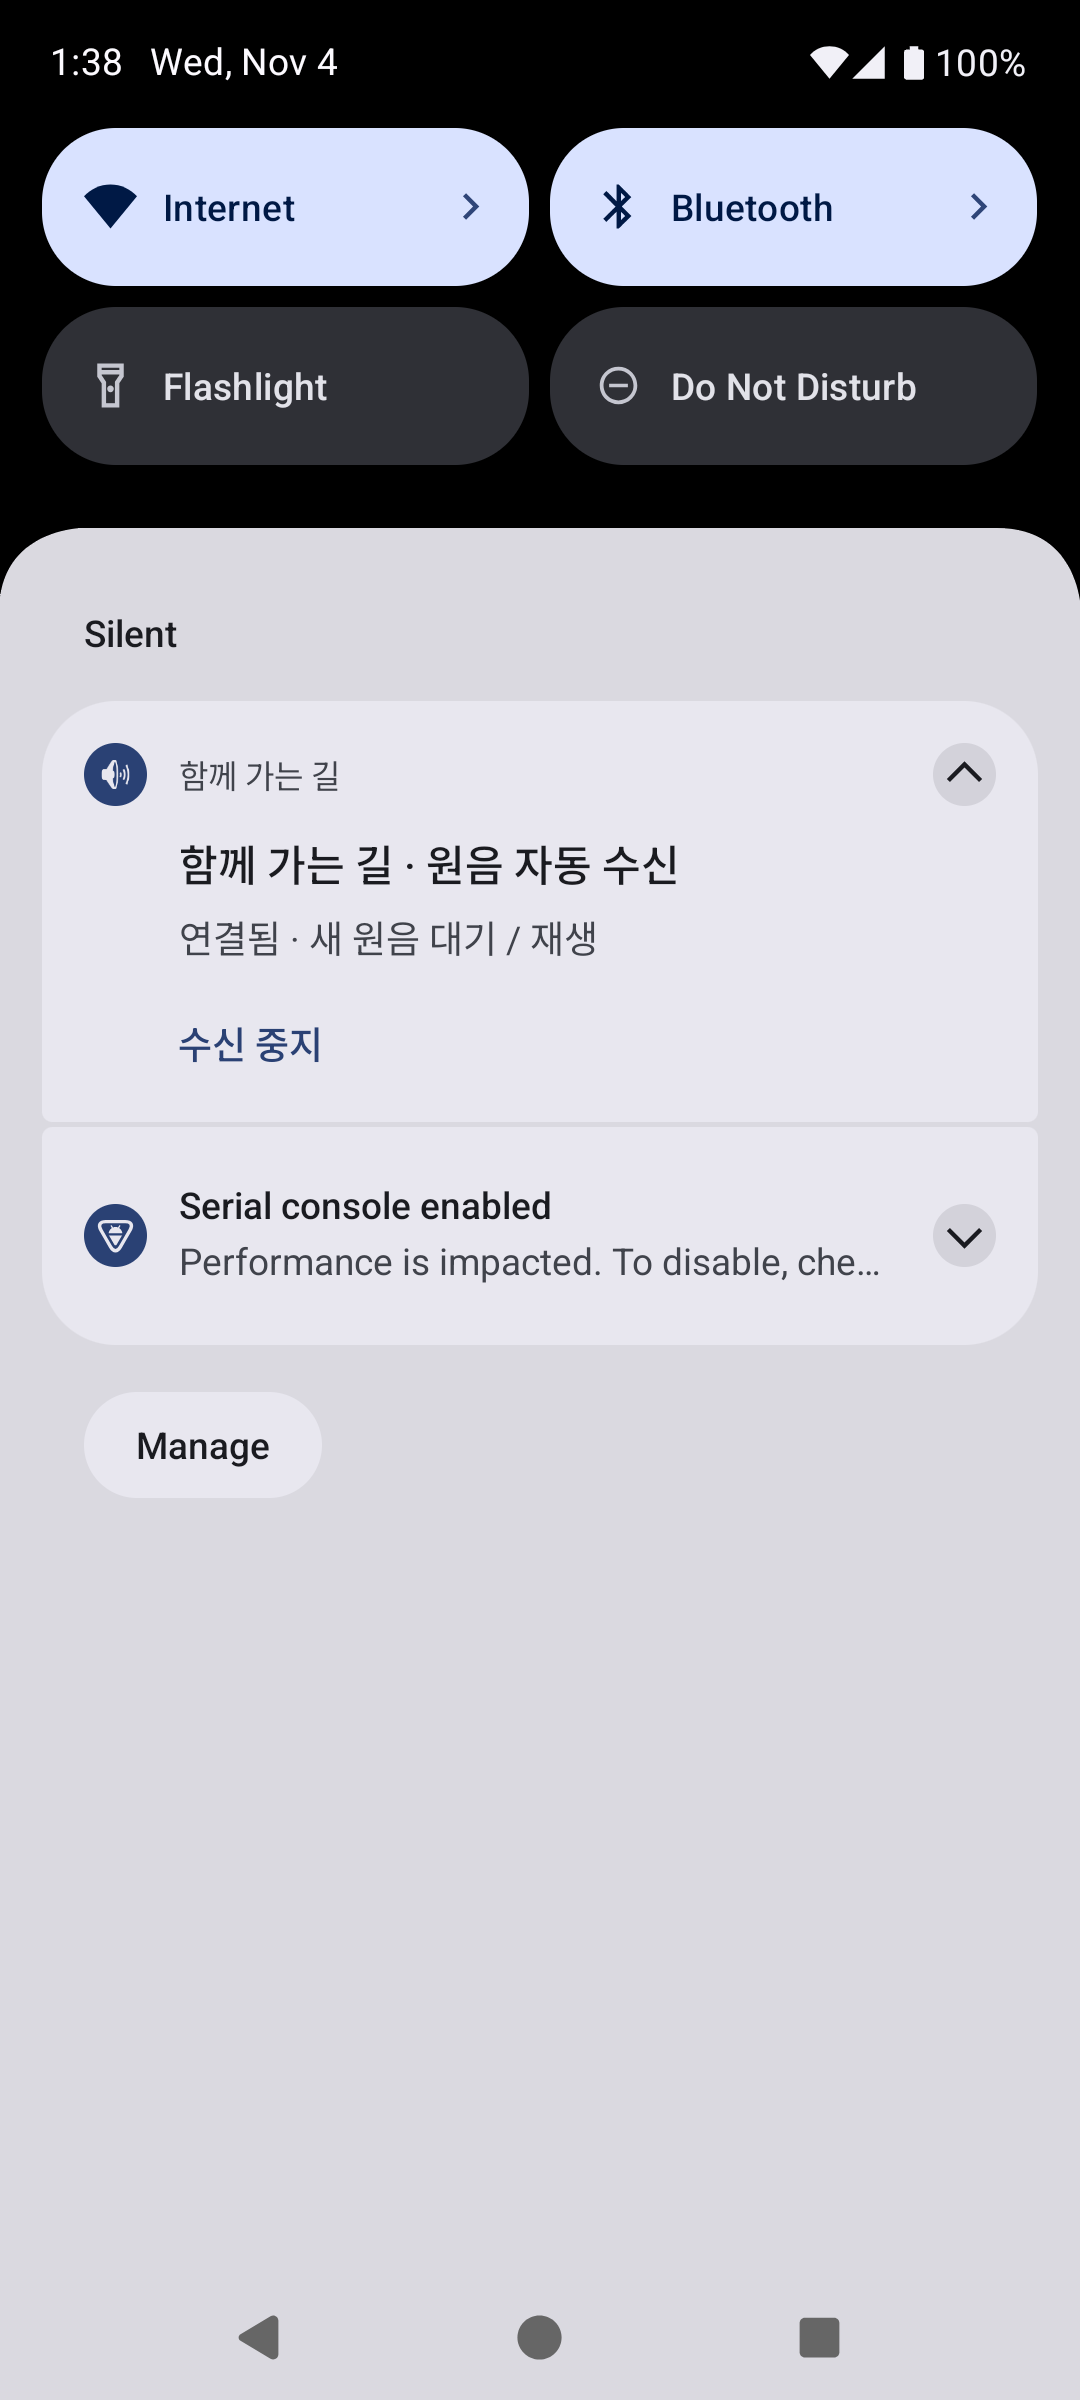 1:38 Wed, Nov 4 100%
Internet
Bluetooth
Flashlight
Do Not Disturb
Silent
함께 가는 길
함께 가는 길 · 원음 자동 수신
연결됨 · 새 원음 대기 / 재생
수신 중지
Serial console enabled
Performance is impacted. To disable, che…
Manage